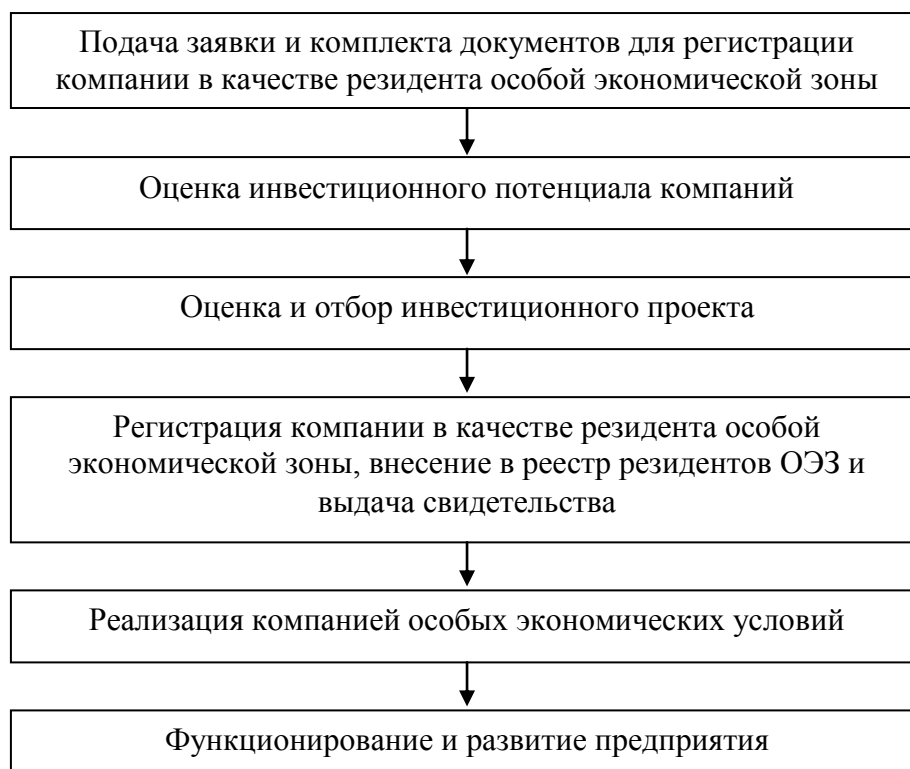 Подача заявки и комплекта документов для регистрации
компании в качестве резидента особой экономической зоны
Оценка инвестиционного потенциала компаний
Оценка и отбор инвестиционного проекта
Регистрация компании в качестве резидента особой
экономической зоны, внесение в реестр резидентов ОЭЗ и
выдача свидетельства
Реализация компанией особых экономических условий
Функционирование и развитие предприятия